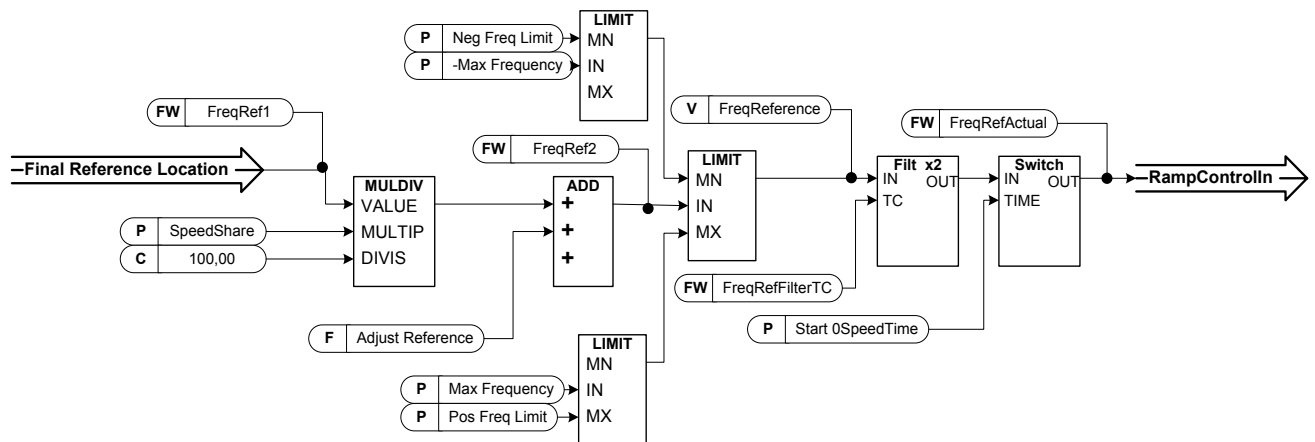 LIMIT
P Neg Freq Limit
MN
P -Max Frequency
IN
MX
FW FreqRef1
V FreqReference
FW FreqRefActual
FW FreqRef2
Final Reference Location
LIMIT
MN
IN
MX
Filt x2
IN OUT
TC
Switch
IN OUT
TIME
RampControlIn
MULDIV
VALUE
MULTIP
DIVIS
ADD
+
+
+
P SpeedShare
C 100,00
FW FreqRefFilterTC
F Adjust Reference
P Start 0SpeedTime
LIMIT
MN
P Max Frequency
IN
P Pos Freq Limit
MX